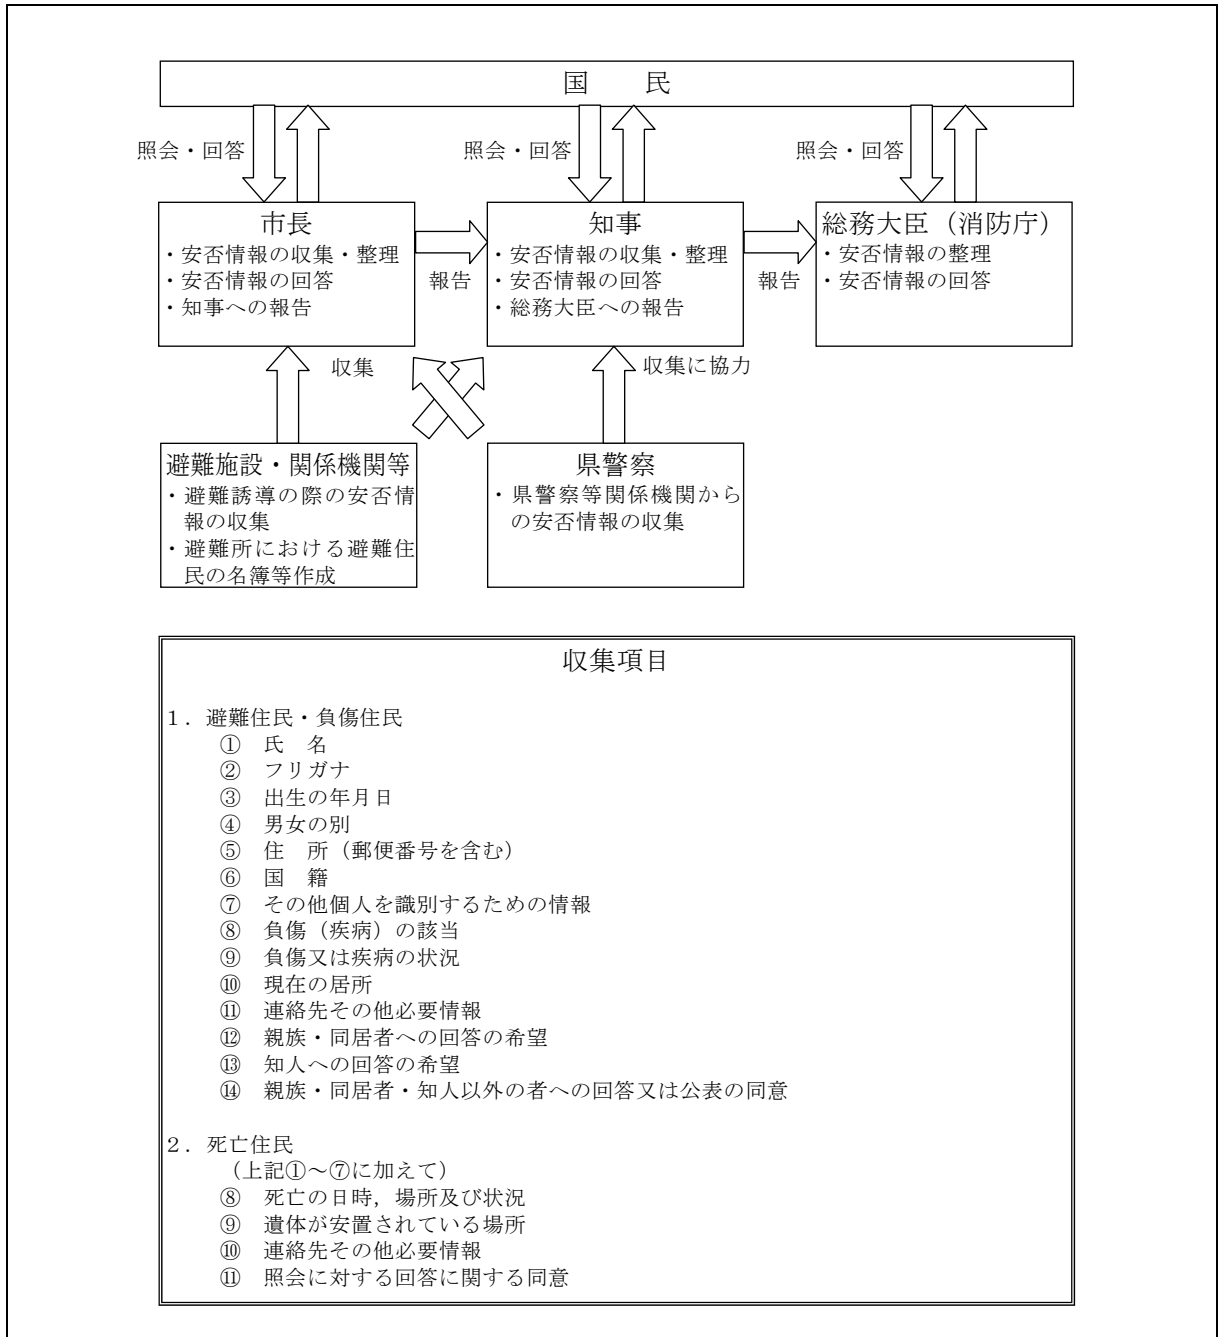 国　　民
照会・回答
照会・回答
照会・回答
市長
・安否情報の収集・整理
・安否情報の回答
・知事への報告
報告
知事
・安否情報の収集・整理
・安否情報の回答
・総務大臣への報告
報告
総務大臣（消防庁）
・安否情報の整理
・安否情報の回答
収集
収集に協力
避難施設・関係機関等
・避難誘導の際の安否情
報の収集
・避難所における避難住
民の名簿等作成
県警察
・県警察等関係機関から
の安否情報の収集
収集項目
１．避難住民・負傷住民
①　氏　名
②　フリガナ
③　出生の年月日
④　男女の別
⑤　住　所（郵便番号を含む）
⑥　国　籍
⑦　その他個人を識別するための情報
⑧　負傷（疾病）の該当
⑨　負傷又は疾病の状況
⑩　現在の居所
⑪　連絡先その他必要情報
⑫　親族・同居者への回答の希望
⑬　知人への回答の希望
⑭　親族・同居者・知人以外の者への回答又は公表の同意
２．死亡住民
（上記①～⑦に加えて）
⑧　死亡の日時，場所及び状況
⑨　遺体が安置されている場所
⑩　連絡先その他必要情報
⑪　照会に対する回答に関する同意